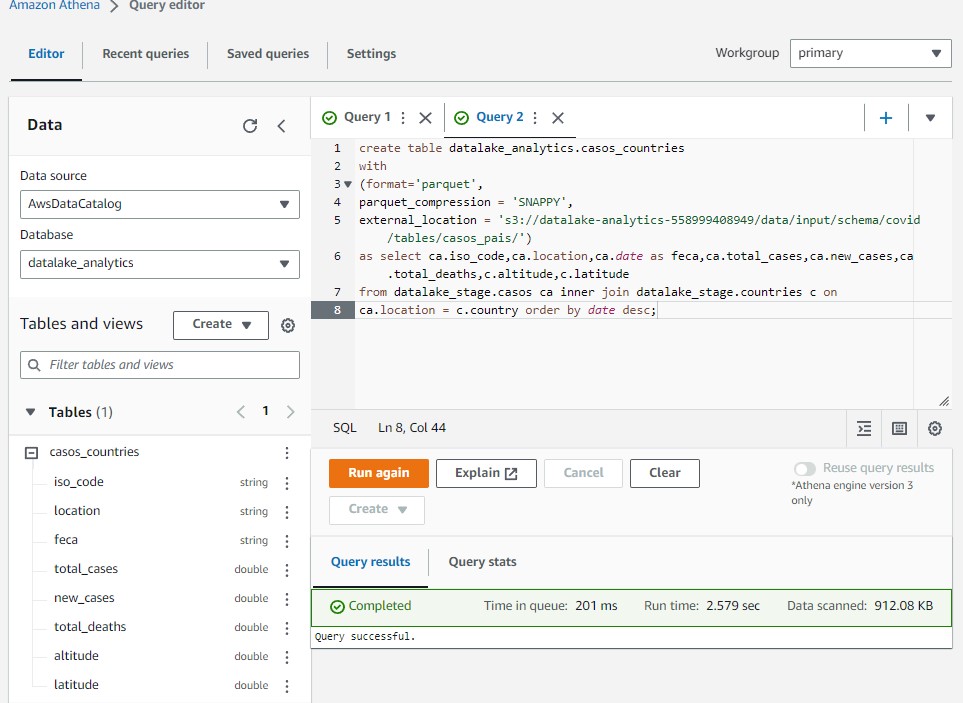 Amazon Athena > Query editor
Editor Recent queries Saved queries Settings Workgroup primary
Data
Data source
AwsDataCatalog
Database
datalake_analytics
Tables and views Create
Filter tables and views
Tables (1) < 1 >
casos_countries
iso_code string
location string
feca string
total_cases double
new_cases double
total_deaths double
altitude double
latitude double
Query 1 Query 2
1 create table datalake_analytics.casos_countries
2 with
3 (format='parquet',
4 parquet_compression = 'SNAPPY',
5 external_location = 's3://datalake-analytics-558999408949/data/input/schema/covid
/tables/casos_pais/')
6 as select ca.iso_code,ca.location,ca.date as feca,ca.total_cases,ca.new_cases,ca
.total_deaths,c.altitude,c.latitude
7 from datalake_stage.casos ca inner join datalake_stage.countries c on
8 ca.location = c.country order by date desc;
SQL Ln 8, Col 44
Run again Explain Cancel Clear
Create
Reuse query results
*Athena engine version 3
only
Query results Query stats
Completed Time in queue: 201 ms Run time: 2.579 sec Data scanned: 912.08 KB
Query successful.